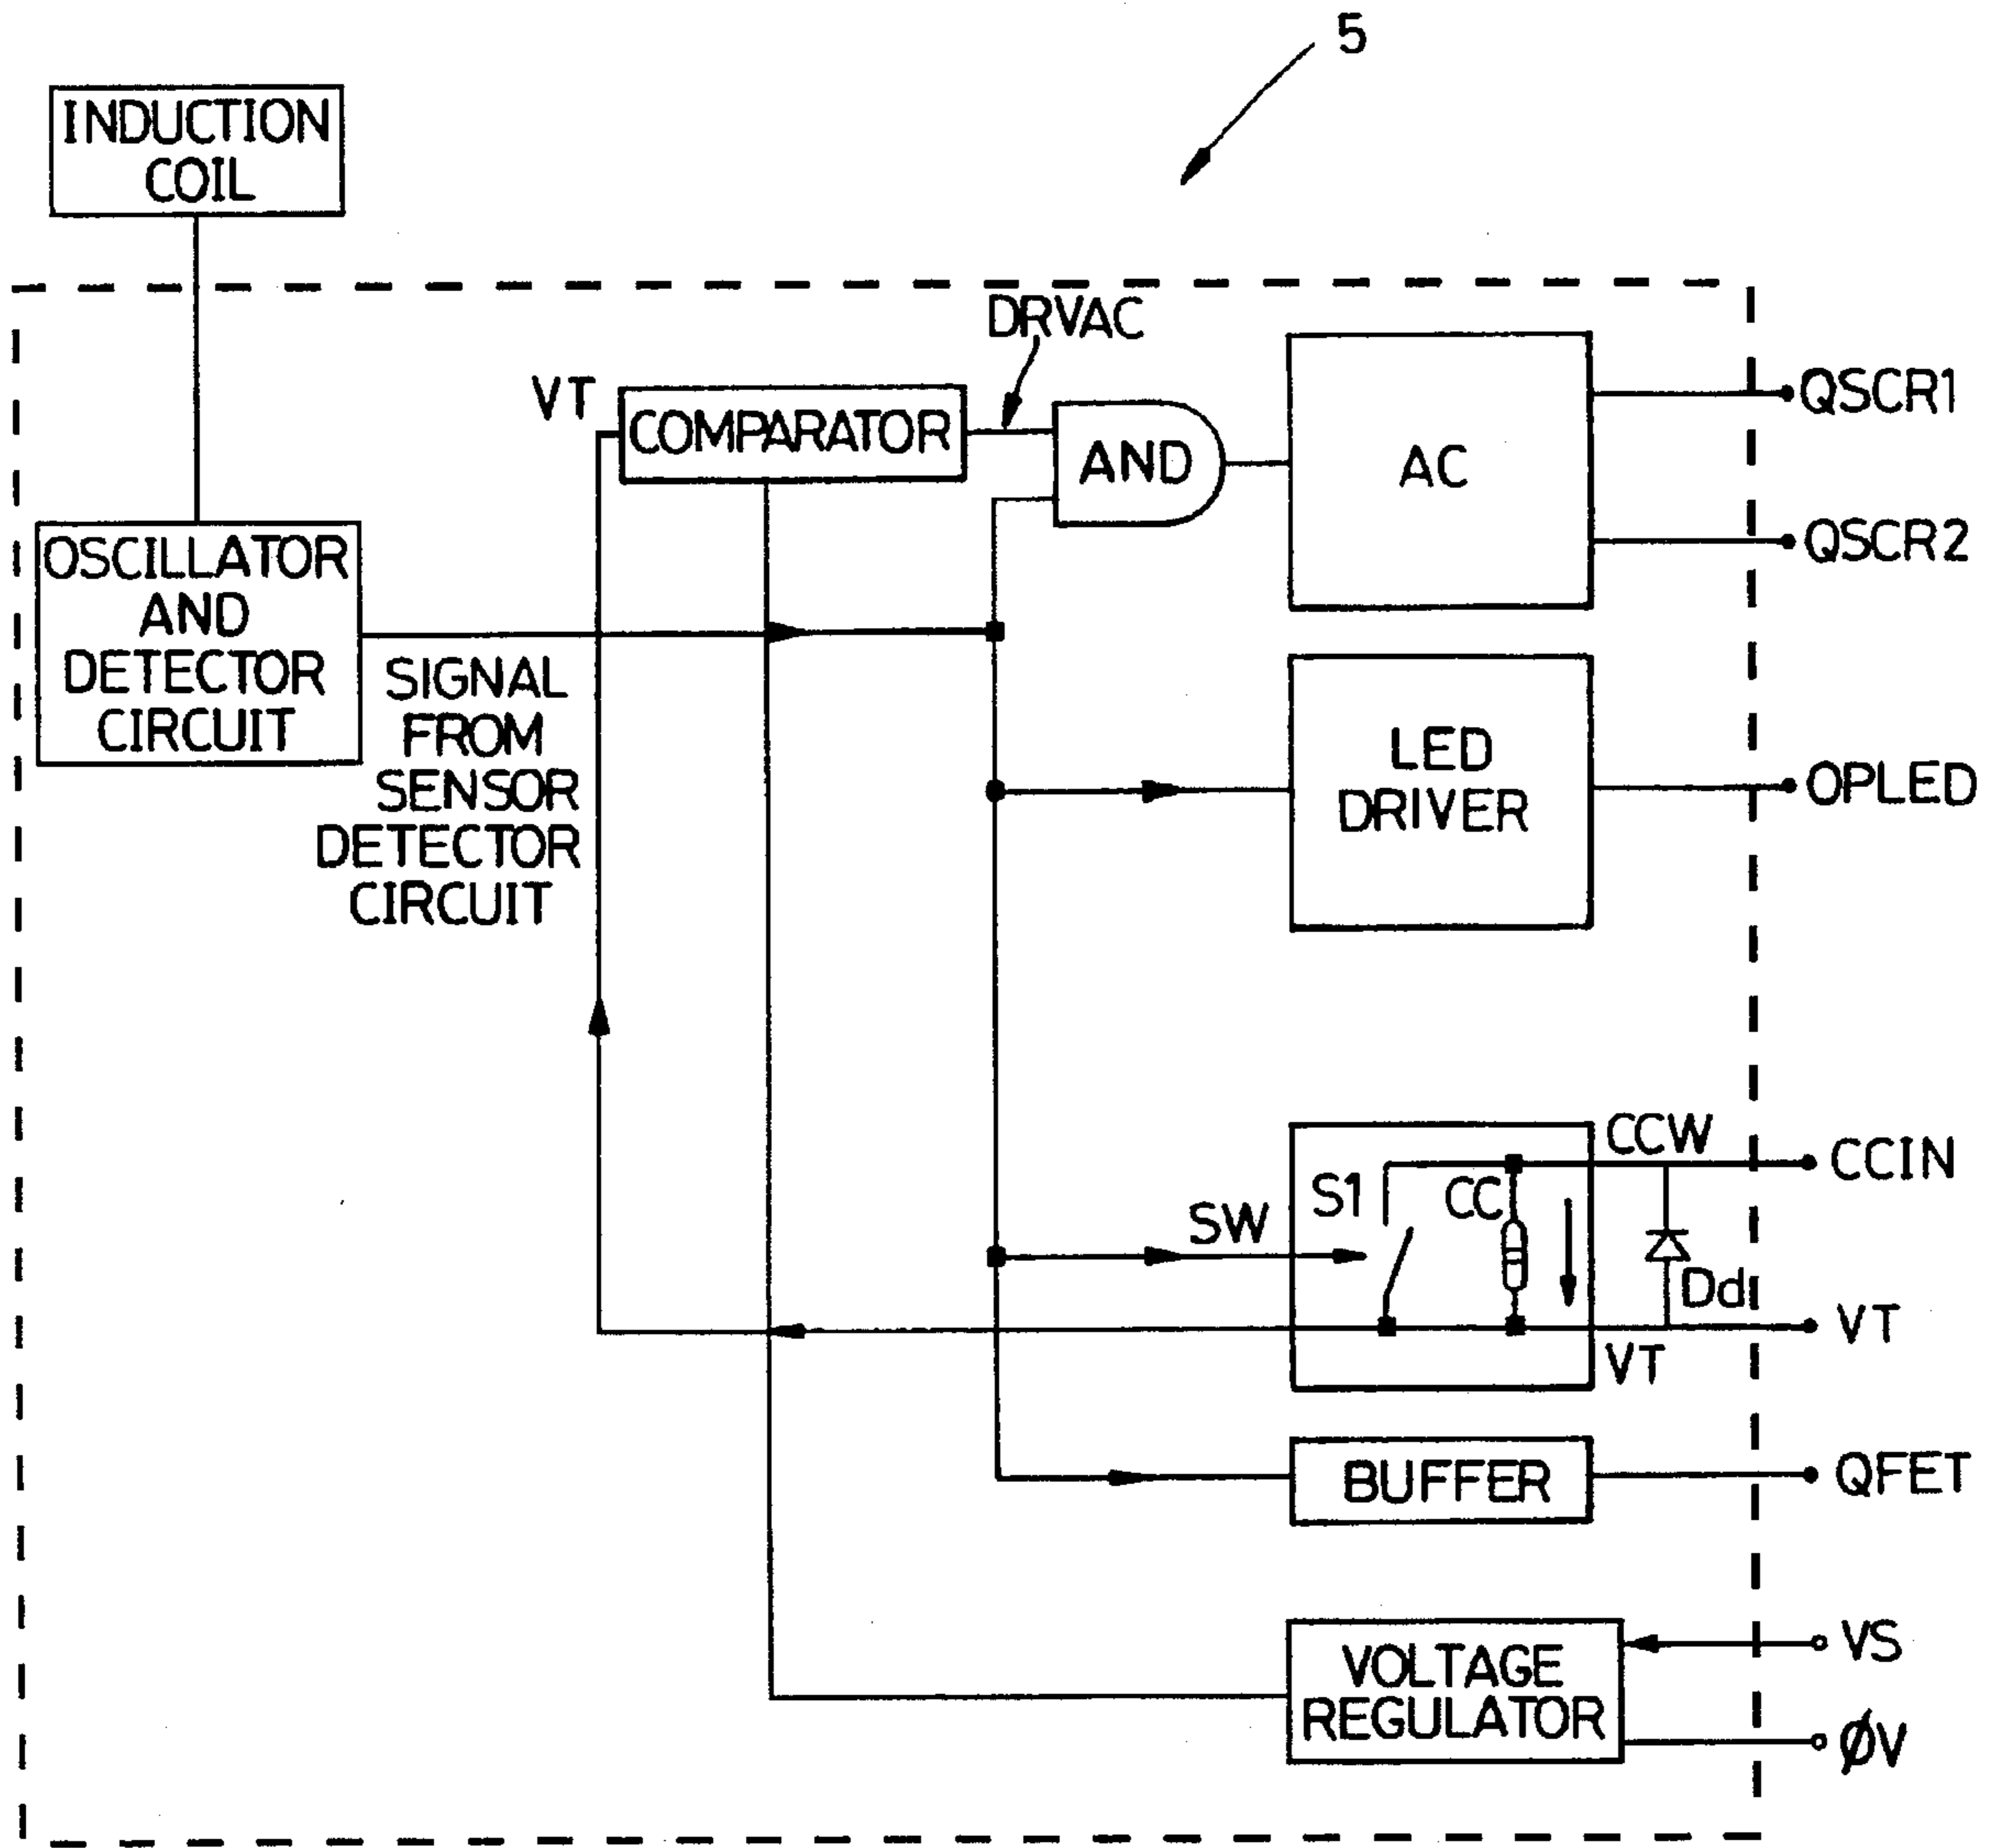 5
INDUCTION
COIL
DRVAC
VT
COMPARATOR
AND
AC
QSCR1
QSCR2
OSCILLATOR
AND
DETECTOR
CIRCUIT
SIGNAL
FROM
SENSOR
DETECTOR
CIRCUIT
LED
DRIVER
OPLED
CCW
CCIN
S1
CC
SW
Dd
VT
VT
BUFFER
QFET
VOLTAGE
REGULATOR
VS
ØV